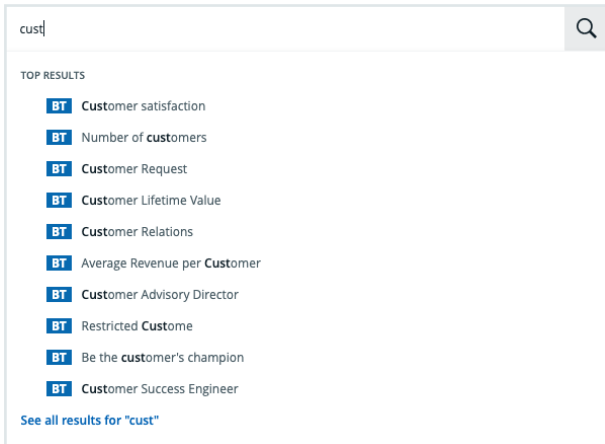 cust
TOP RESULTS
BT Customer satisfaction
BT Number of customers
BT Customer Request
BT Customer Lifetime Value
BT Customer Relations
BT Average Revenue per Customer
BT Customer Advisory Director
BT Restricted Custome
BT Be the customer's champion
BT Customer Success Engineer
See all results for "cust"